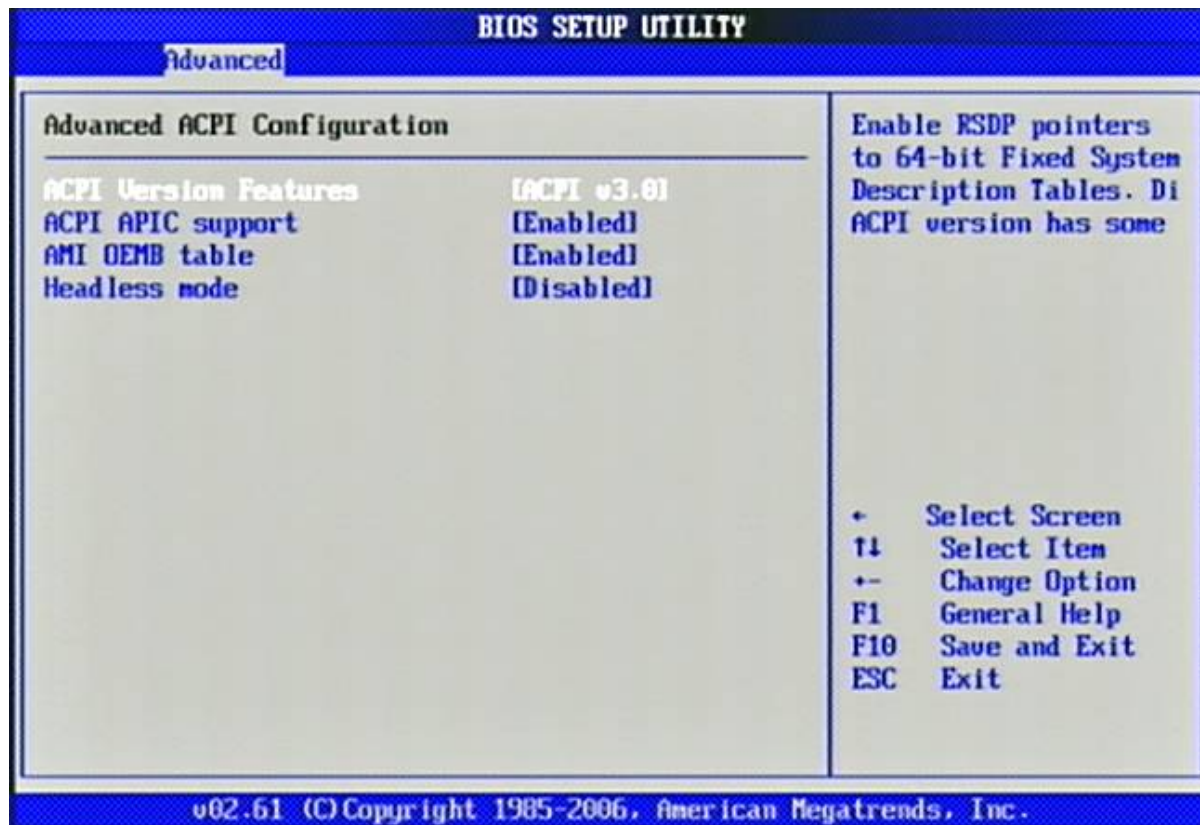 BIOS SETUP UTILITY
Advanced
Advanced ACPI Configuration
ACPI Version Features [ACPI v3.0]
ACPI APIC support [Enabled]
AMI OEMB table [Enabled]
Headless mode [Disabled]
Enable RSDP pointers
to 64-bit Fixed System
Description Tables. Di
ACPI version has some
← Select Screen
↑↓ Select Item
+- Change Option
F1 General Help
F10 Save and Exit
ESC Exit
v02.61 (C)Copyright 1985-2006, American Megatrends, Inc.